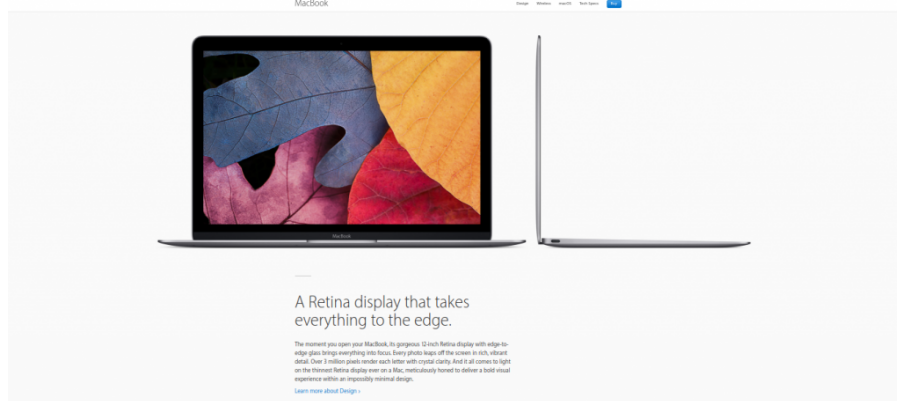 MacBook
Design Wireless macOS Tech Specs Buy
MacBook
A Retina display that takes
everything to the edge.
The moment you open your MacBook, its gorgeous 12-inch Retina display with edge-to-
edge glass brings everything into focus. Every photo leaps off the screen in rich, vibrant
detail. Over 3 million pixels render each letter with crystal clarity. And it all comes to light
on the thinnest Retina display ever on a Mac, meticulously honed to deliver a bold visual
experience within an impossibly minimal design.
Learn more about Design ›